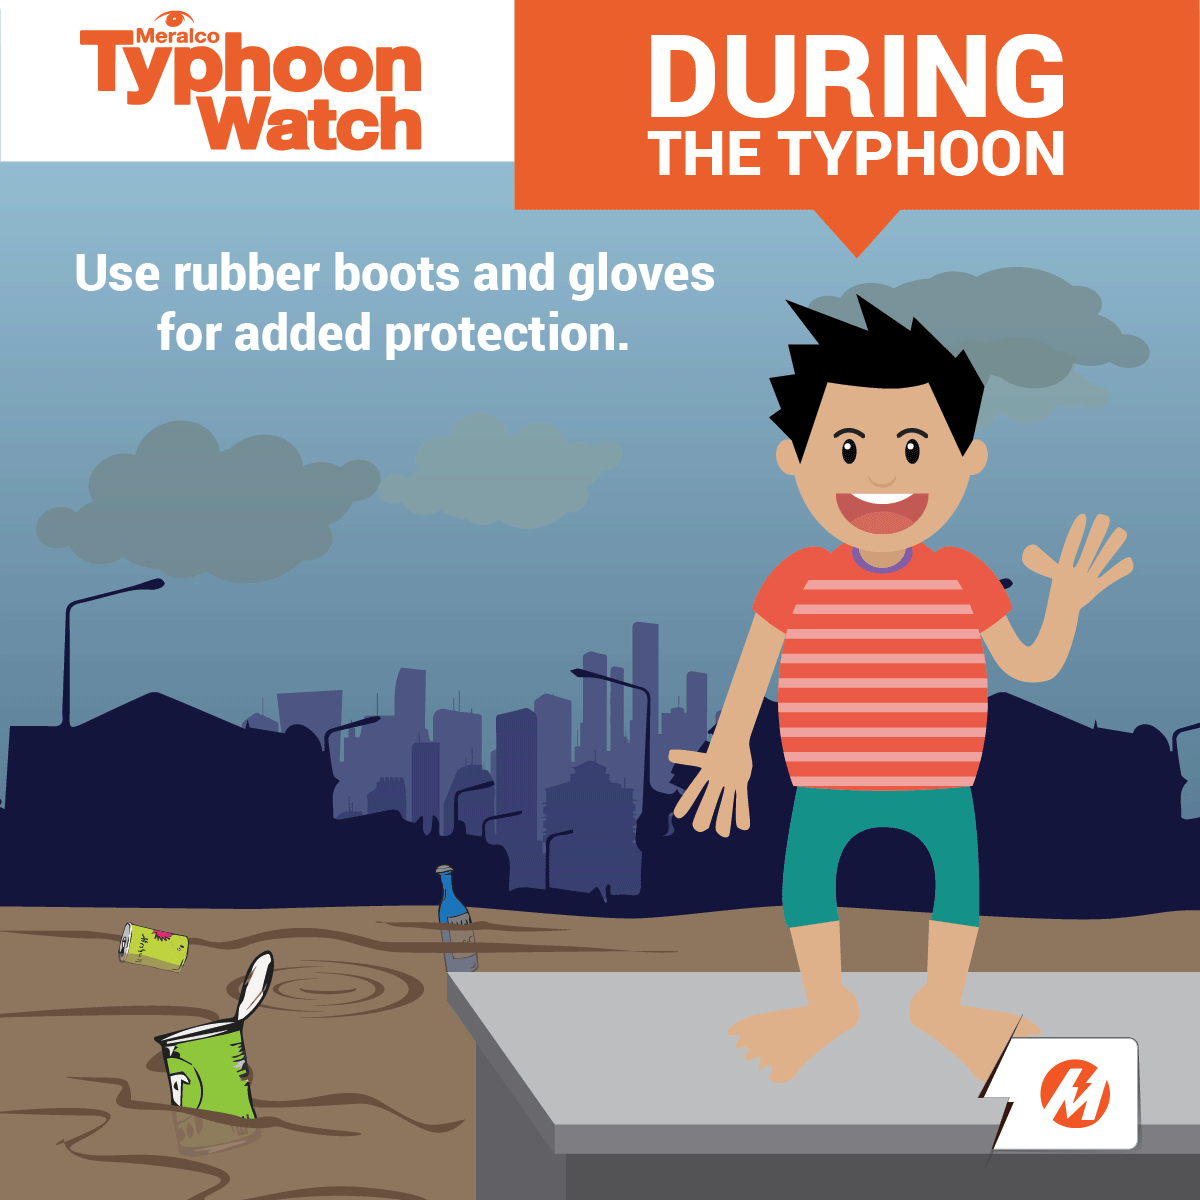 Meralco
Typhoon
Watch
DURING
THE TYPHOON
Use rubber boots and gloves
for added protection.
M